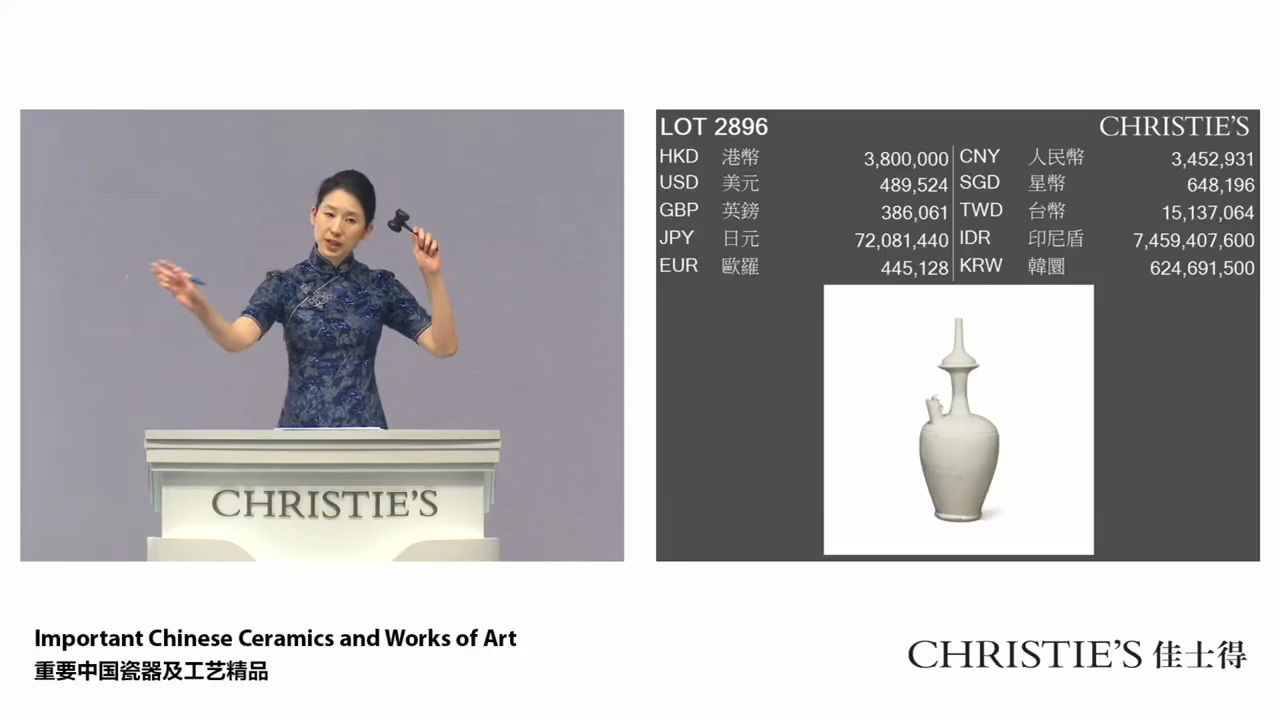 CHRISTIE'S
LOT 2896 CHRISTIE'S
HKD 港幣 3,800,000 CNY 人民幣 3,452,931
USD 美元 489,524 SGD 星幣 648,196
GBP 英鎊 386,061 TWD 台幣 15,137,064
JPY 日元 72,081,440 IDR 印尼盾 7,459,407,600
EUR 歐羅 445,128 KRW 韓圜 624,691,500
Important Chinese Ceramics and Works of Art
重要中国瓷器及工艺精品
CHRISTIE'S 佳士得